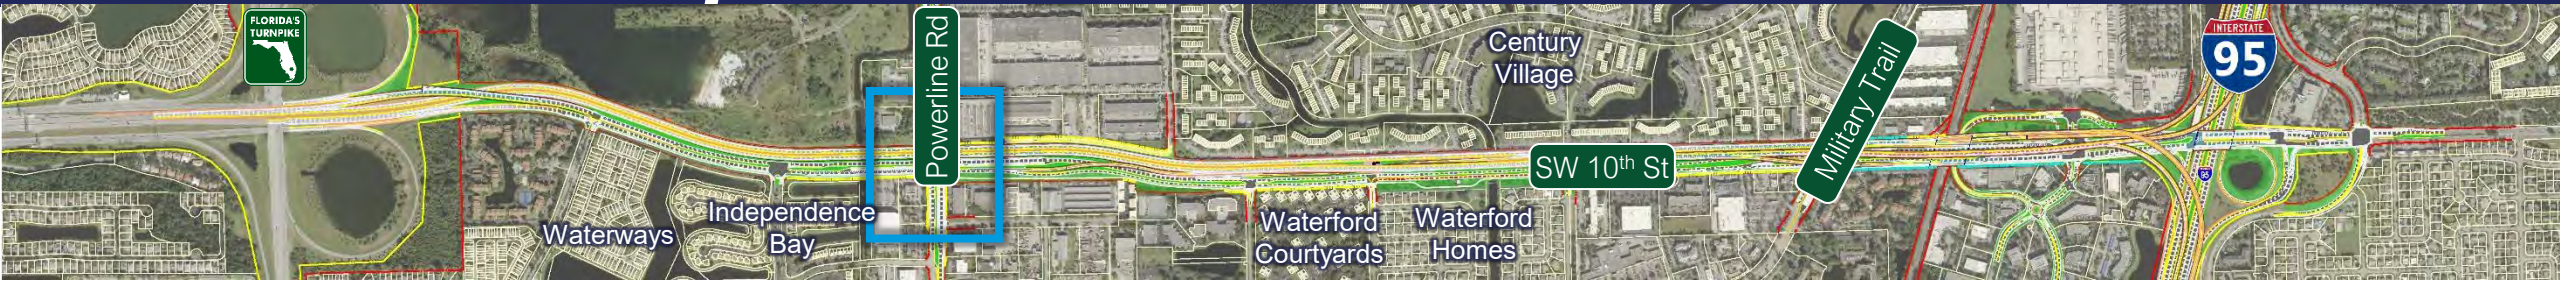 FLORIDA'S
TURNPIKE
Powerline Rd
Century
Village
Military Trail
INTERSTATE
95
SW 10th St
95
Independence
Bay
Waterways
Waterford
Courtyards
Waterford
Homes